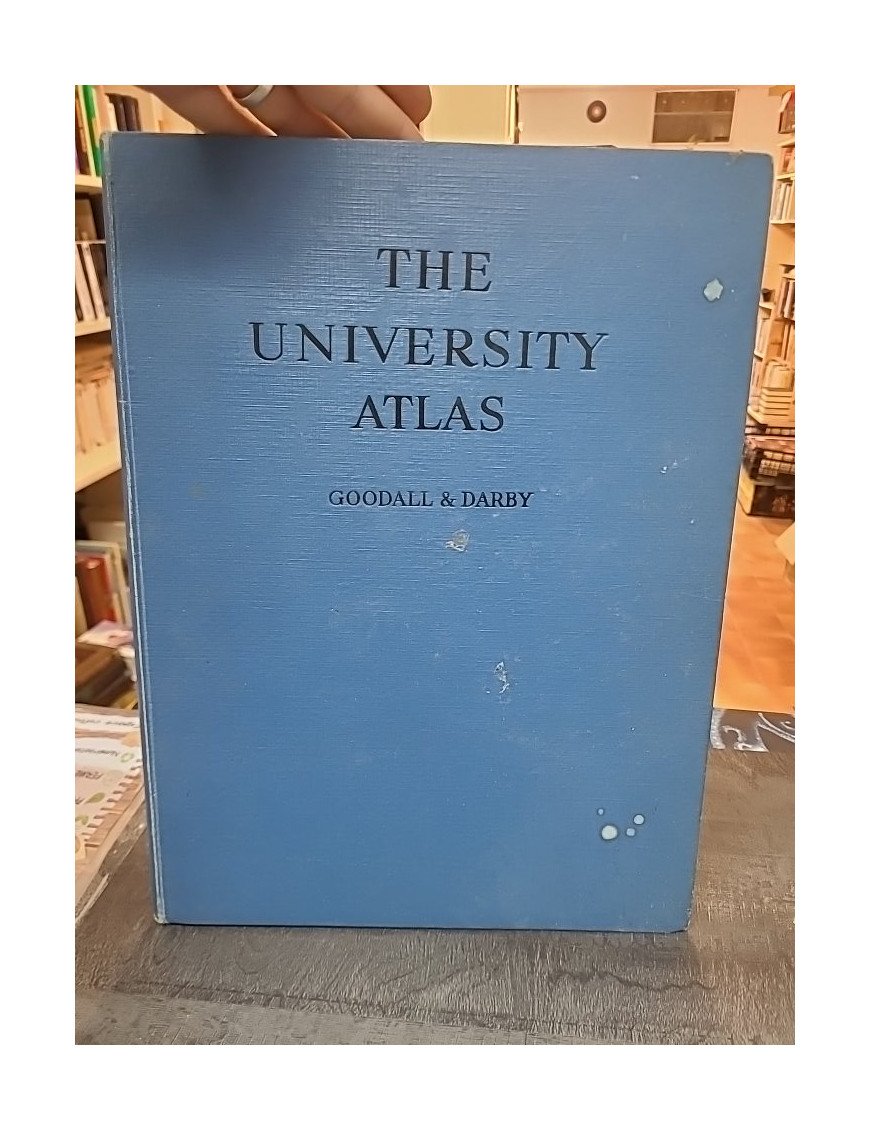 THE
UNIVERSITY
ATLAS
GOODALL & DARBY